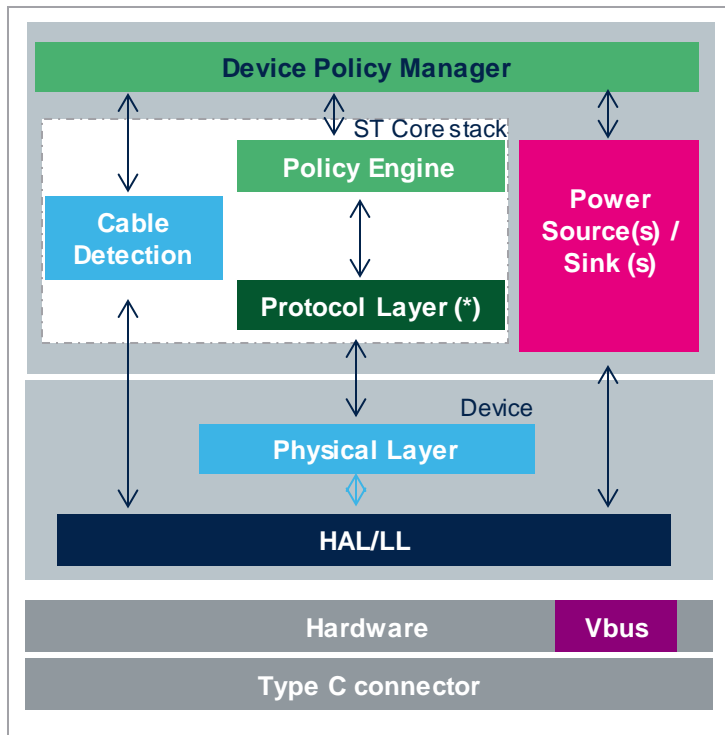 Device Policy Manager
ST Core stack
Policy Engine
Cable
Detection
Power
Source(s) /
Sink (s)
Protocol Layer (*)
Device
Physical Layer
HAL/LL
Hardware
Vbus
Type C connector